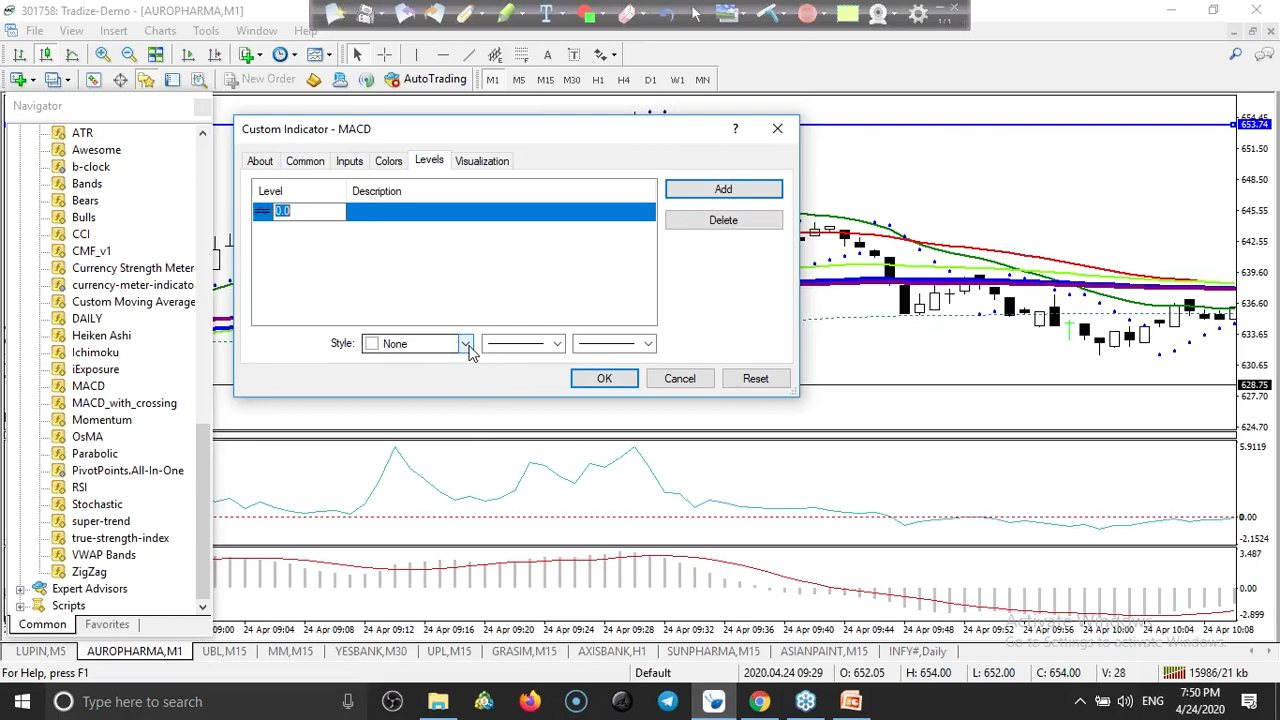 301758: Tradize-Demo - [AUROPHARMA,M1]
1/1
File View Insert Charts Tools Window Help
New Order AutoTrading M1 M5 M15 M30 H1 H4 D1 W1 MN
Navigator
ATR
Awesome
b-clock
Bands
Bears
Bulls
CCI
CMF_v1
Currency Strength Meter
currency-meter-indicato
Custom Moving Average
DAILY
Heiken Ashi
Ichimoku
iExposure
MACD
MACD_with_crossing
Momentum
OsMA
Parabolic
PivotPoints.All-In-One
RSI
Stochastic
super-trend
true-strength-index
VWAP Bands
ZigZag
Expert Advisors
Scripts
Common Favorites
Custom Indicator - MACD
About Common Inputs Colors Levels Visualization
Level Description
0.0
Add
Delete
Style: None
OK Cancel Reset
654.45
653.74
651.50
648.50
645.55
642.55
639.60
636.60
633.65
630.65
628.75
627.70
624.70
5.9119
0.00
-2.1524
3.487
0.00
-2.899
09:00 24 Apr 09:08 24 Apr 09:12 24 Apr 09:16 24 Apr 09:20 24 Apr 09:24 24 Apr 09:28 24 Apr 09:32 24 Apr 09:36 24 Apr 09:40 24 Apr 09:44 24 Apr 09:48 24 Apr 09:52 24 Apr 09:56 24 Apr 10:00 24 Apr 10:04 24 Apr 10:08
Activate Windows
Go to Settings to activate Windows.
LUPIN,M5 AUROPHARMA,M1 UBL,M15 MM,M15 YESBANK,M30 UPL,M15 GRASIM,M15 AXISBANK,H1 SUNPHARMA,M15 ASIANPAINT,M15 INFY#,Daily
For Help, press F1 Default 2020.04.24 09:29 O: 652.05 H: 654.00 L: 652.00 C: 654.00 V: 28 15986/21 kb
Type here to search
ENG
7:50 PM
4/24/2020